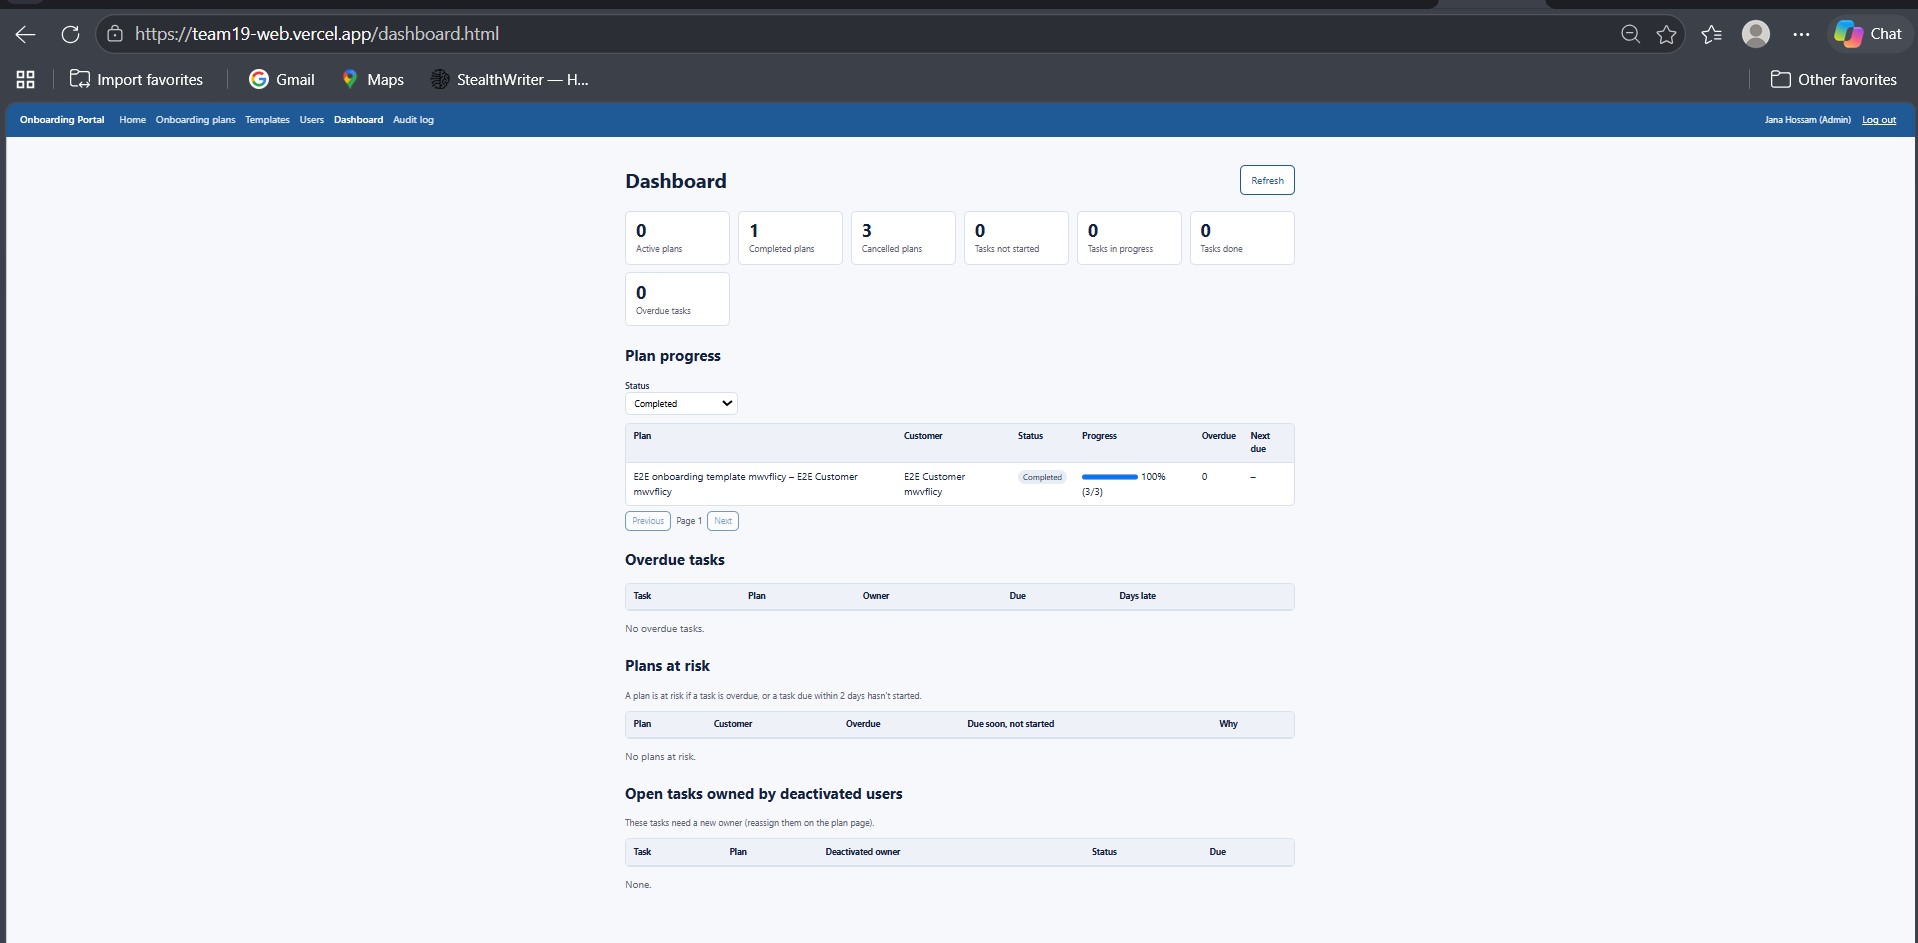 https://team19-web.vercel.app/dashboard.html
Chat
Import favorites
Gmail
Maps
StealthWriter — H...
Other favorites
Onboarding Portal Home Onboarding plans Templates Users Dashboard Audit log
Jana Hossam (Admin) Log out
Dashboard
Refresh
0
Active plans
1
Completed plans
3
Cancelled plans
0
Tasks not started
0
Tasks in progress
0
Tasks done
0
Overdue tasks
Plan progress
Status
Completed
Plan Customer Status Progress Overdue Next
due
E2E onboarding template mwvflicy – E2E Customer
mwvflicy
E2E Customer
mwvflicy
Completed
100%
(3/3)
0
–
Previous Page 1 Next
Overdue tasks
Task Plan Owner Due Days late
No overdue tasks.
Plans at risk
A plan is at risk if a task is overdue, or a task due within 2 days hasn't started.
Plan Customer Overdue Due soon, not started Why
No plans at risk.
Open tasks owned by deactivated users
These tasks need a new owner (reassign them on the plan page).
Task Plan Deactivated owner Status Due
None.